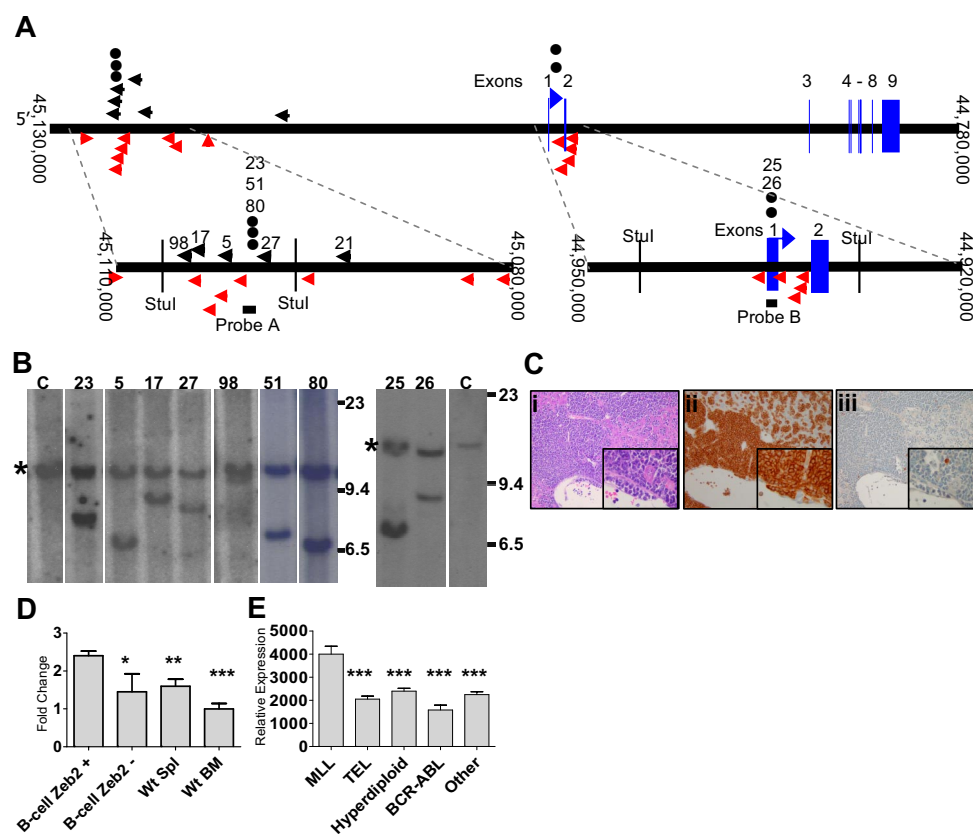 A
Exons 1 2 3 4 - 8 9
5'
45,130,000
44,780,000
23
51
80
98 17 5 27 21
StuI StuI
Probe A
45,110,000
45,080,000
25
26
Exons 1 2
StuI StuI
Probe B
44,950,000
44,920,000
B
C 23 5 17 27 98 51 80 25 26 C
* *
23 23
9.4 9.4
6.5 6.5
C
i ii iii
D
Fold Change
3
2
1
0
* ** ***
B-cell Zeb2 +
B-cell Zeb2 -
Wt Spl
Wt BM
E
Relative Expression
5000
4000
3000
2000
1000
0
*** *** *** ***
MLL
TEL
Hyperdiploid
BCR-ABL
Other